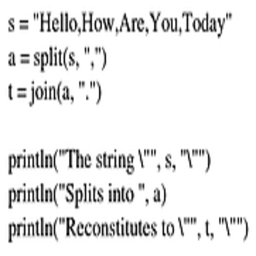 s = "Hello,How,Are,You,Today"
a = split(s, ",")
t = join(a, ".")
println("The string \"", s, "\"")
println("Splits into ", a)
println("Reconstitutes to \"", t, "\"")